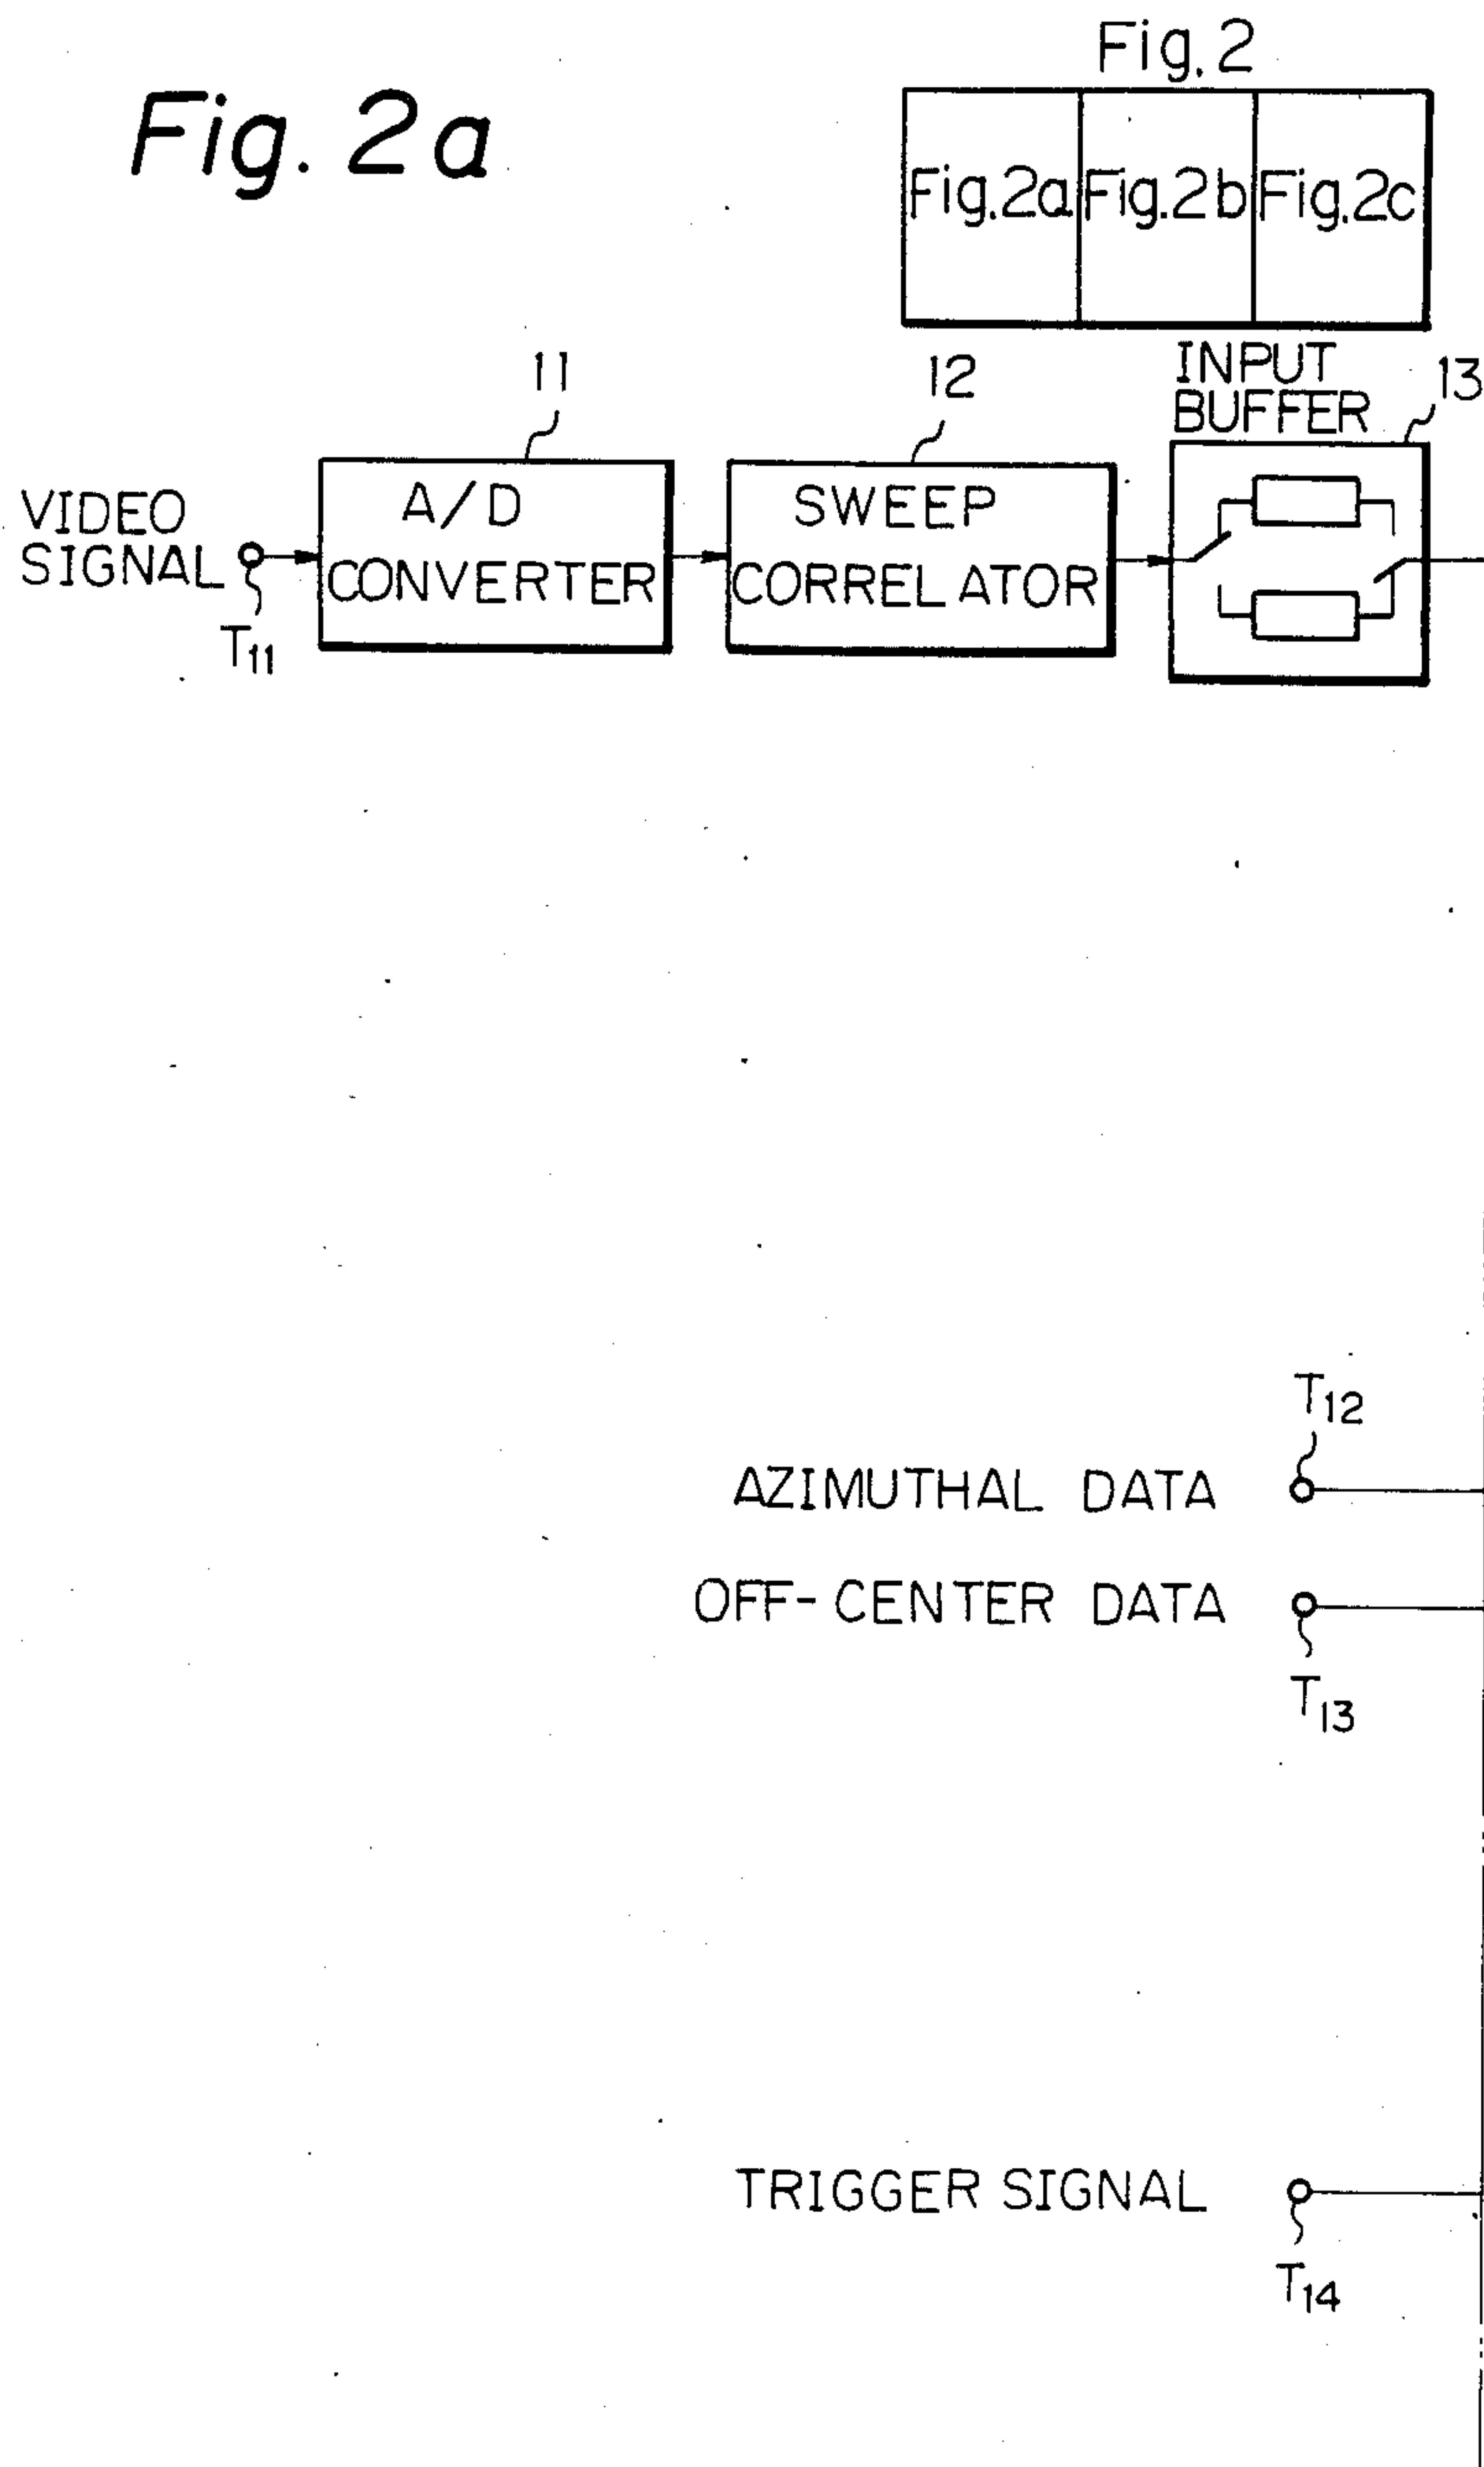 Fig. 2
Fig. 2a
Fig.2a Fig.2b Fig.2c
11
12
INPUT
BUFFER
13
VIDEO
SIGNAL
T11
A/D
CONVERTER
SWEEP
CORRELATOR
T12
AZIMUTHAL DATA
OFF-CENTER DATA
T13
TRIGGER SIGNAL
T14